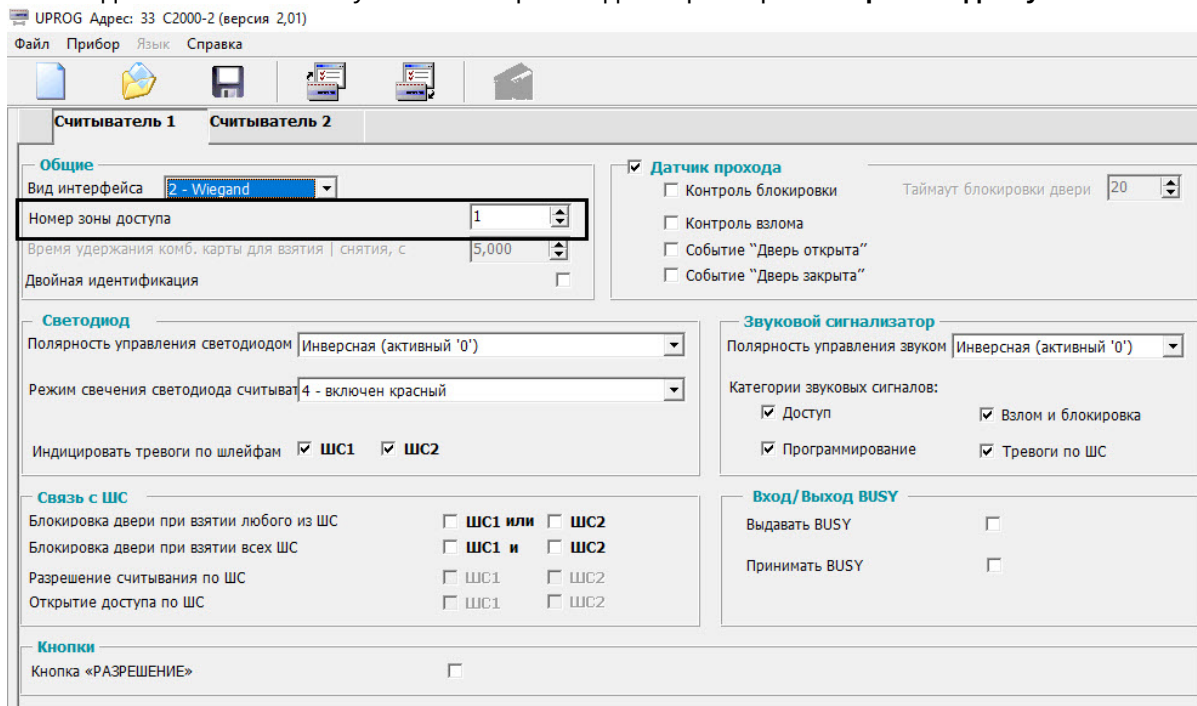 UPROG Адрес: 33 С2000-2 (версия 2,01)
Файл Прибор Язык Справка
Считыватель 1 Считыватель 2
Общие
Вид интерфейса 2 - Wiegand
Номер зоны доступа 1
Время удержания комб. карты для взятия | снятия, с 5,000
Двойная идентификация
Датчик прохода
Контроль блокировки Таймаут блокировки двери 20
Контроль взлома
Событие "Дверь открыта"
Событие "Дверь закрыта"
Светодиод
Полярность управления светодиодом Инверсная (активный '0')
Режим свечения светодиода считыват 4 - включен красный
Индицировать тревоги по шлейфам ШС1 ШС2
Звуковой сигнализатор
Полярность управления звуком Инверсная (активный '0')
Категории звуковых сигналов:
Доступ Взлом и блокировка
Программирование Тревоги по ШС
Связь с ШС
Блокировка двери при взятии любого из ШС ШС1 или ШС2
Блокировка двери при взятии всех ШС ШС1 и ШС2
Разрешение считывания по ШС ШС1 ШС2
Открытие доступа по ШС ШС1 ШС2
Вход/Выход BUSY
Выдавать BUSY
Принимать BUSY
Кнопки
Кнопка «РАЗРЕШЕНИЕ»